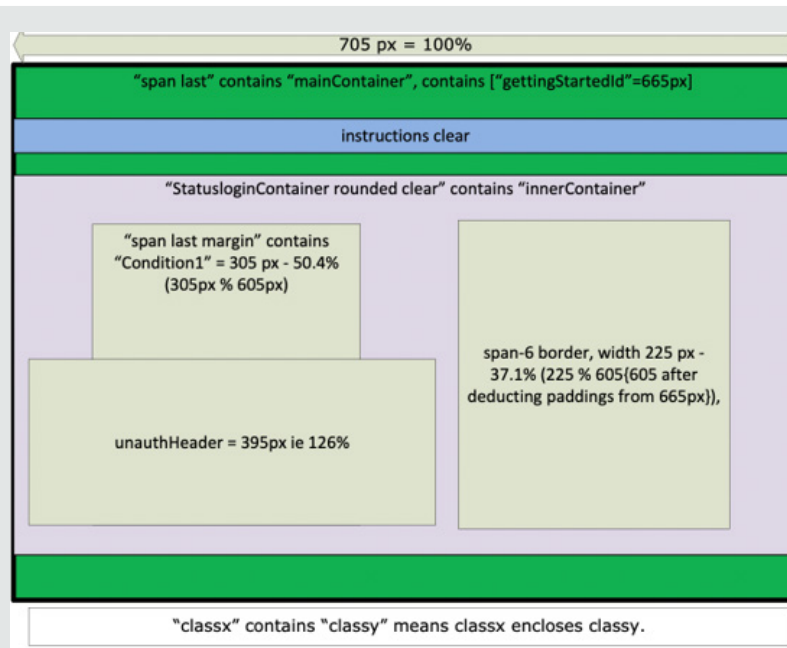 705 px = 100%
“span last” contains “mainContainer”, contains [“gettingStartedId”=665px]
instructions clear
“StatusloginContainer rounded clear” contains “innerContainer”
“span last margin” contains
“Condition1” = 305 px - 50.4%
(305px % 605px)
span-6 border, width 225 px -
37.1% (225 % 605{605 after
deducting paddings from 665px}),
unauthHeader = 395px ie 126%
“classx” contains “classy” means classx encloses classy.